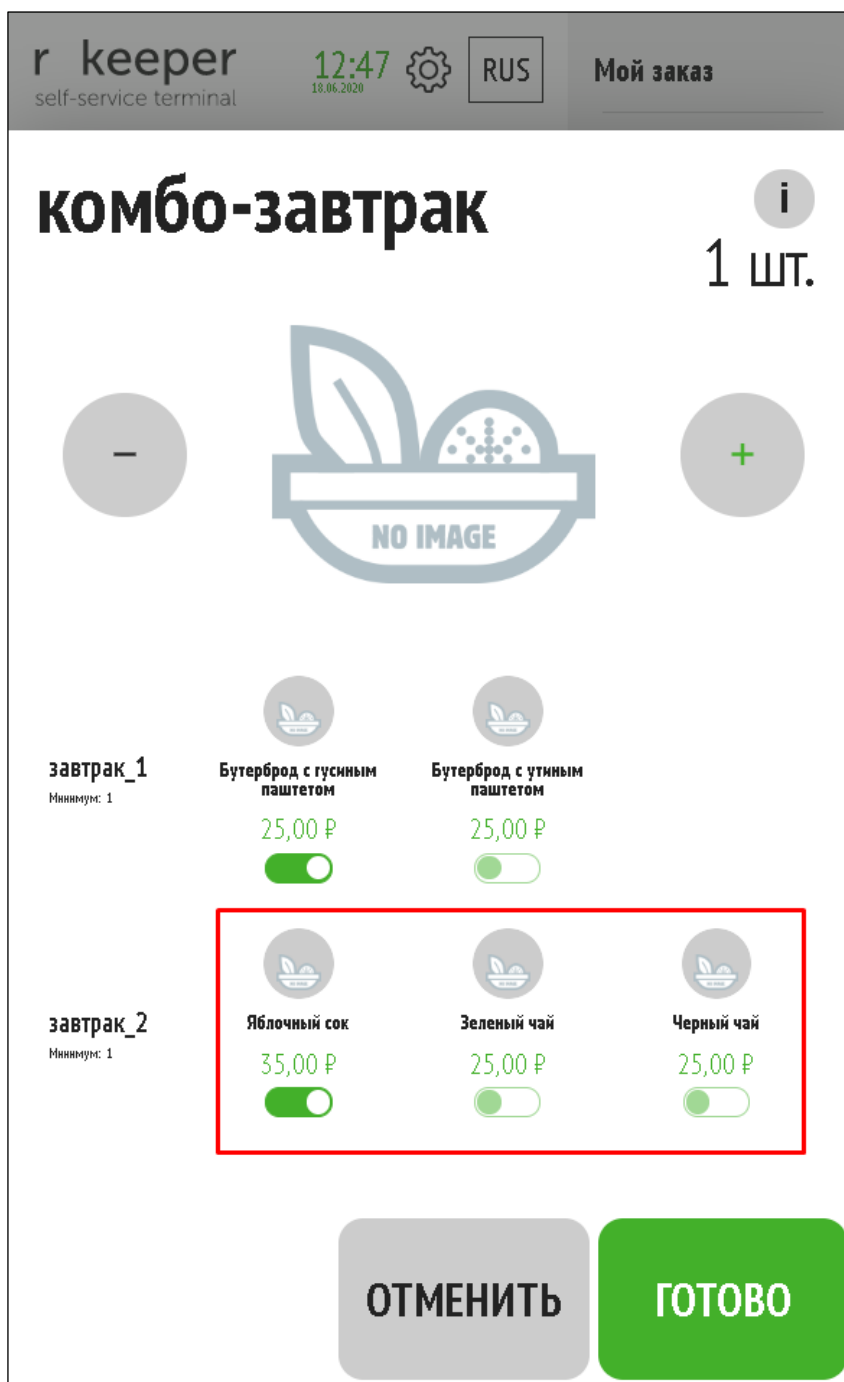 r keeper
self-service terminal
12:47
18.06.2020
RUS
Мой заказ
комбо-завтрак
i
1 шт.
–
+
NO IMAGE
завтрак_1
Минимум: 1
Бутерброд с гусиным
паштетом
25,00 ₽
Бутерброд с утиным
паштетом
25,00 ₽
завтрак_2
Минимум: 1
Яблочный сок
35,00 ₽
Зеленый чай
25,00 ₽
Черный чай
25,00 ₽
ОТМЕНИТЬ
ГОТОВО